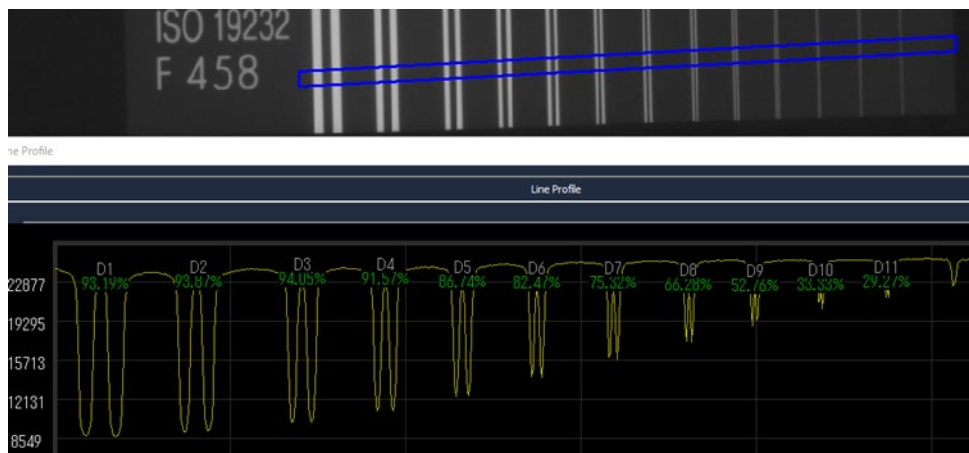 ISO 19232
F 458
ne Profile
Line Profile
D1 D2 D3 D4 D5 D6 D7 D8 D9 D10 D11
93.19% 93.87% 94.05% 91.57% 86.74% 82.47% 75.32% 66.28% 52.76% 33.33% 29.27%
22877
19295
15713
12131
8549